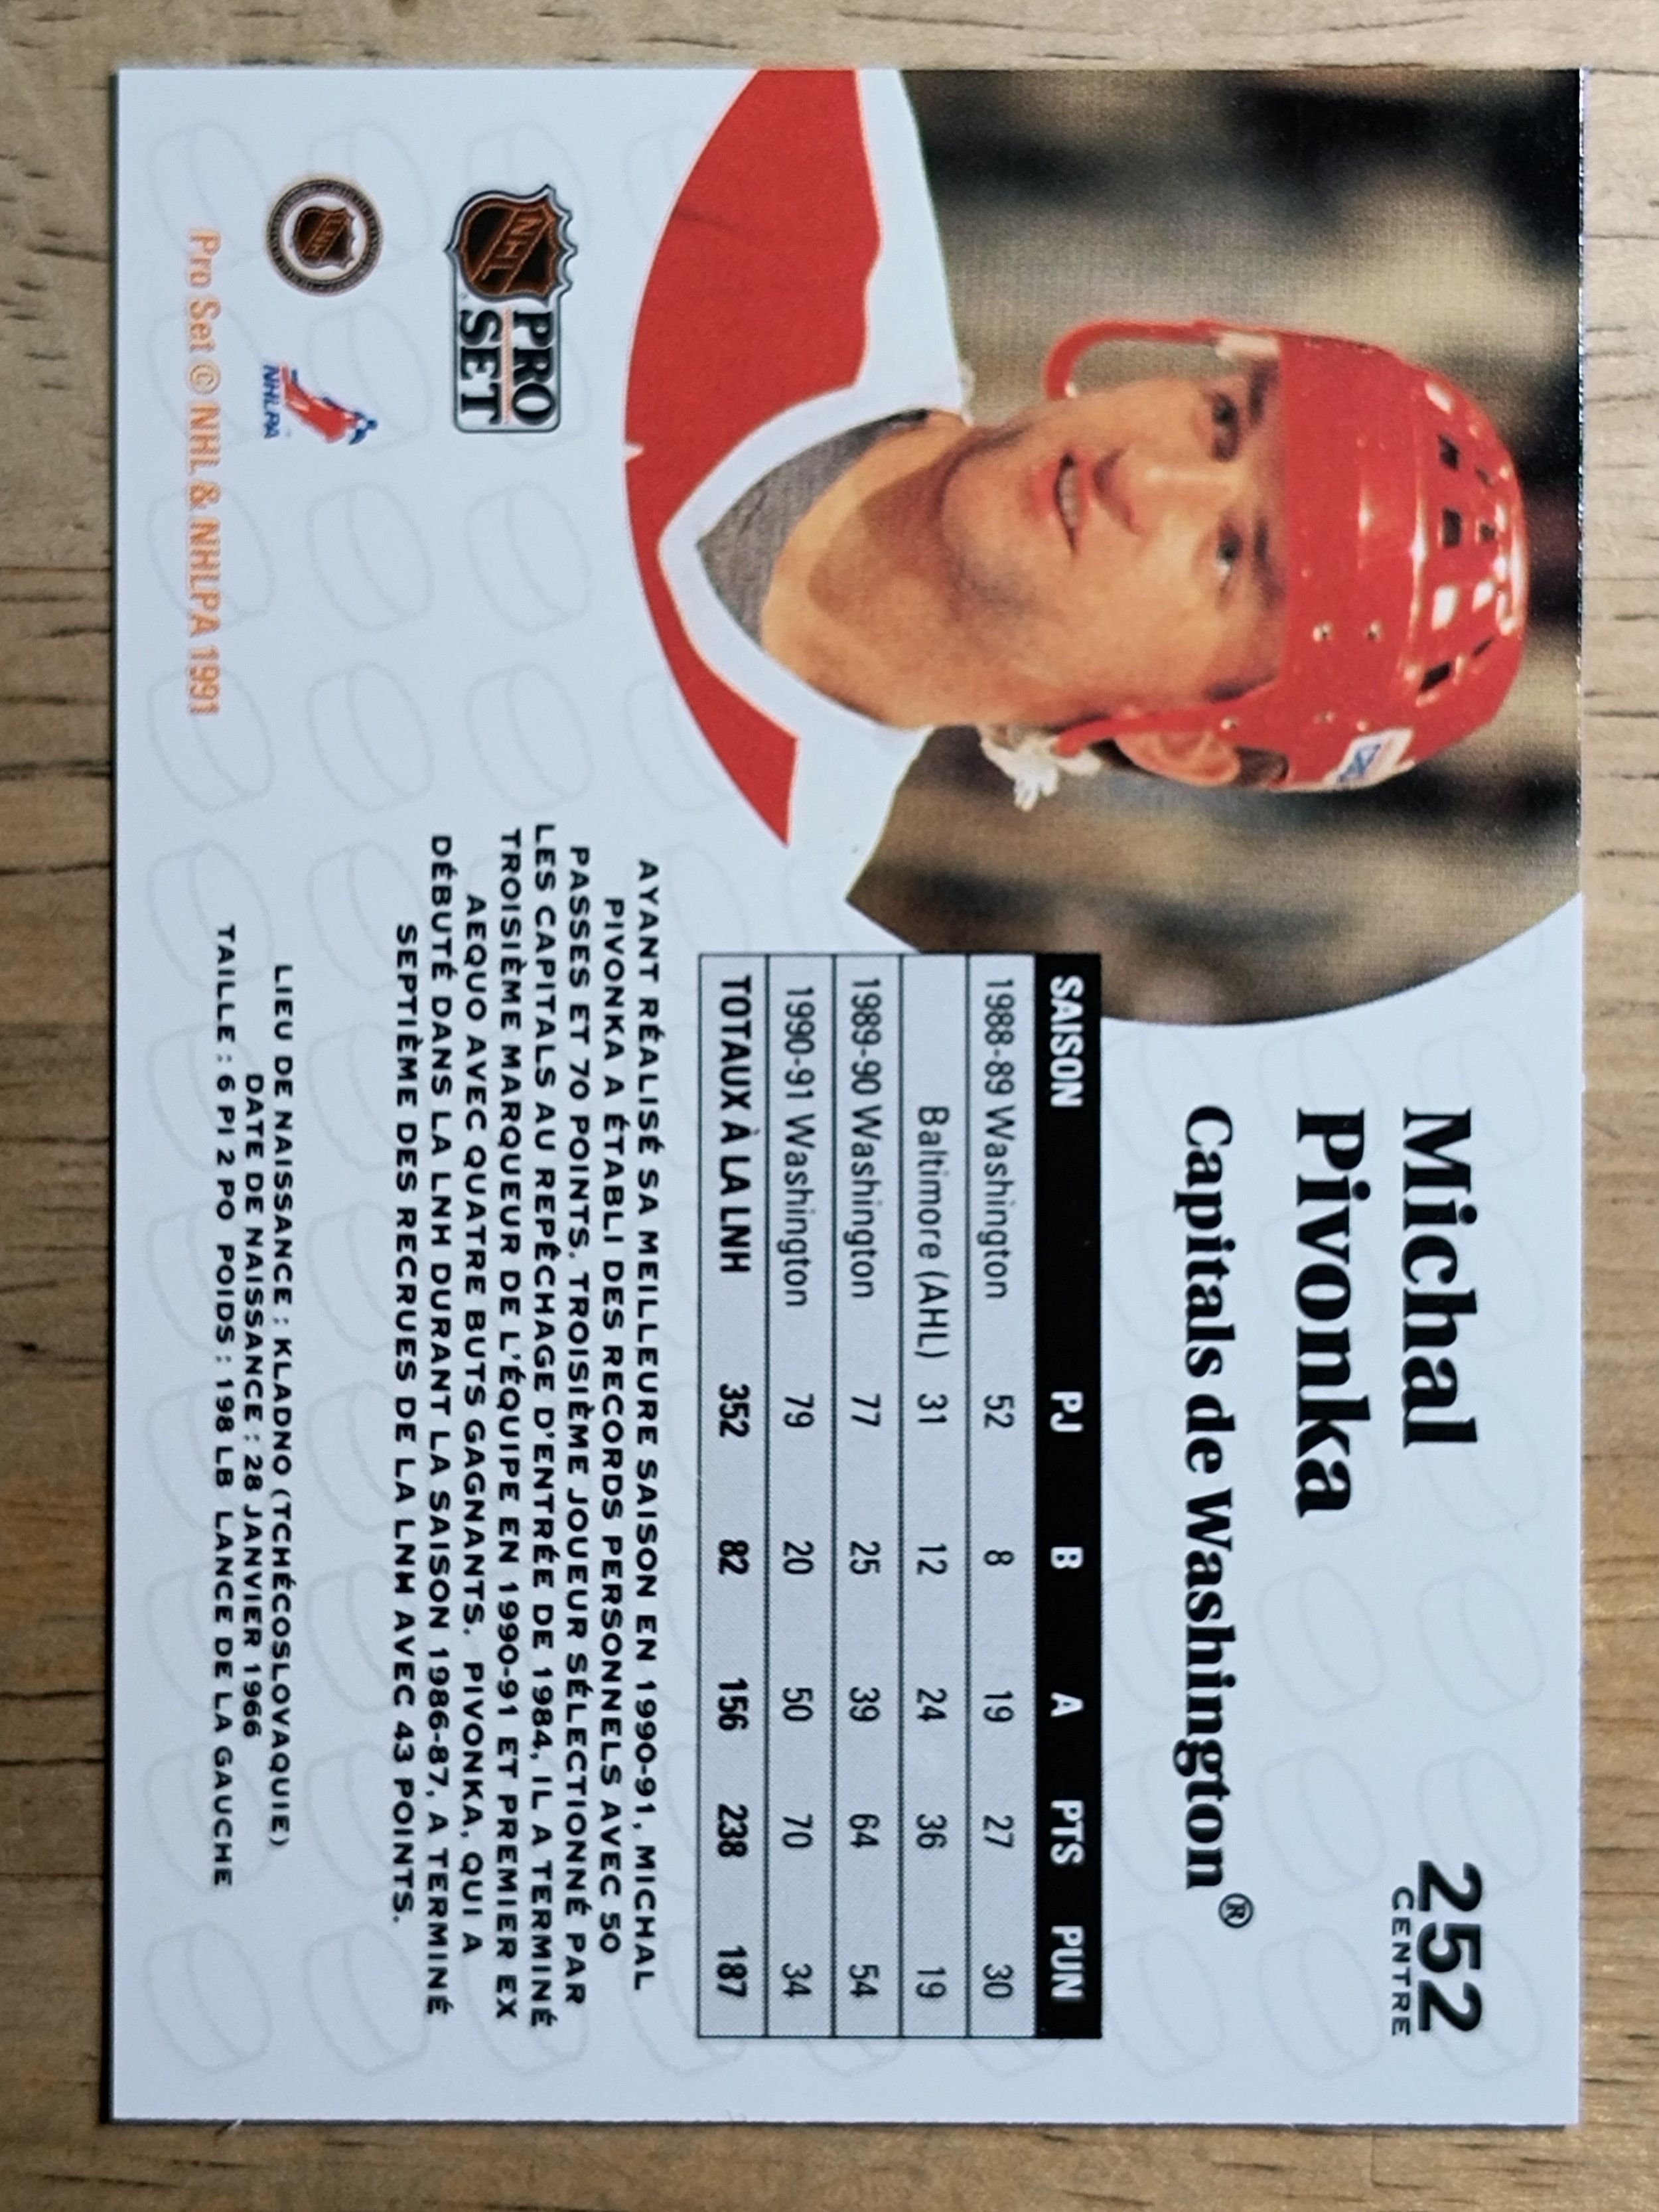 Michal
Pivonka
Capitals de Washington®
252
CENTRE
SAISON PJ B A PTS PUN
1988-89 Washington 52 8 19 27 30
Baltimore (AHL) 31 12 24 36 19
1989-90 Washington 77 25 39 64 54
1990-91 Washington 79 20 50 70 34
TOTAUX À LA LNH 352 82 156 238 187
AYANT RÉALISÉ SA MEILLEURE SAISON EN 1990-91, MICHAL
PIVONKA A ÉTABLI DES RECORDS PERSONNELS AVEC 50
PASSES ET 70 POINTS. TROISIÈME JOUEUR SÉLECTIONNÉ PAR
LES CAPITALS AU REPÊCHAGE D'ENTRÉE DE 1984, IL A TERMINÉ
TROISIÈME MARQUEUR DE L'ÉQUIPE EN 1990-91 ET PREMIER EX
AEQUO AVEC QUATRE BUTS GAGNANTS. PIVONKA, QUI A
DÉBUTÉ DANS LA LNH DURANT LA SAISON 1986-87, A TERMINÉ
SEPTIÈME DES RECRUES DE LA LNH AVEC 43 POINTS.
LIEU DE NAISSANCE : KLADNO (TCHÉCOSLOVAQUIE)
DATE DE NAISSANCE : 28 JANVIER 1966
TAILLE : 6 PI 2 PO POIDS : 198 LB LANCE DE LA GAUCHE
NHL
PRO
SET
NHLPA
Pro Set © NHL & NHLPA 1991